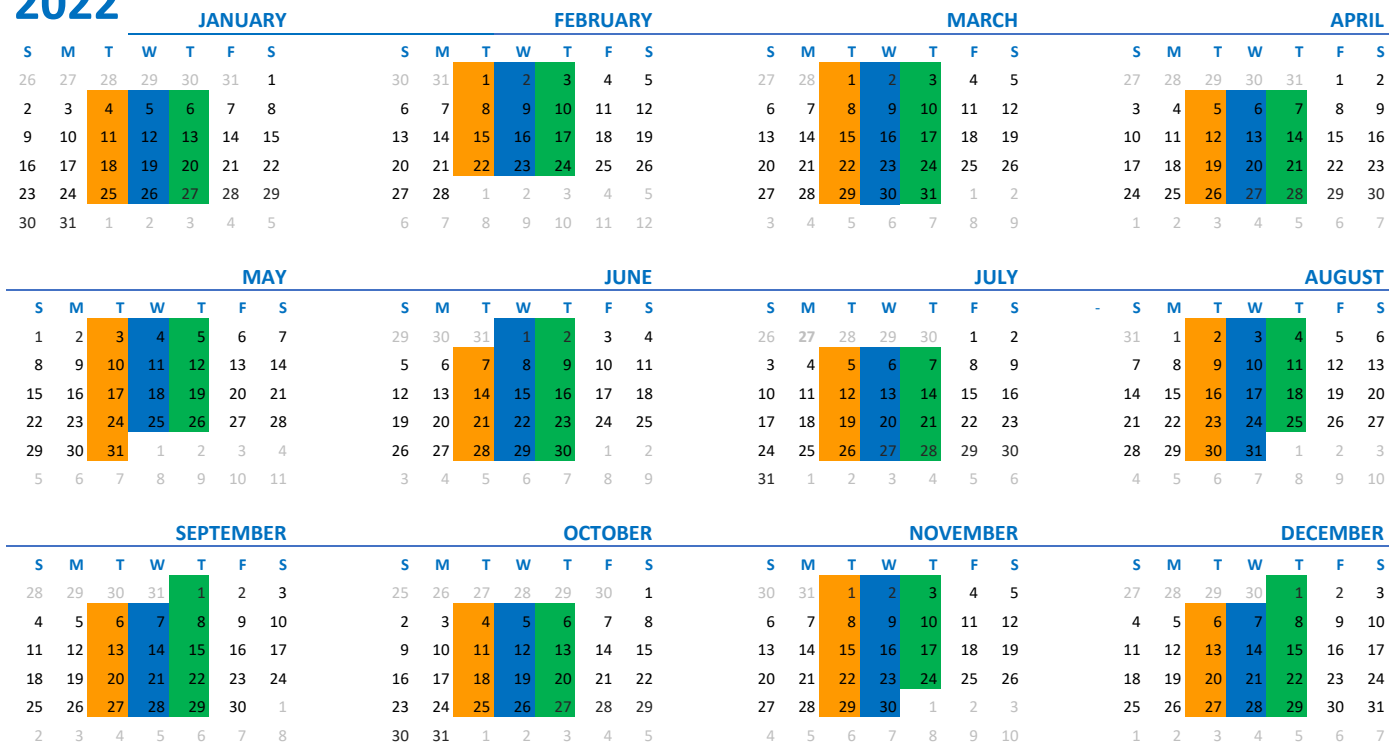 2022
JANUARY FEBRUARY MARCH APRIL
S M T W T F S S M T W T F S S M T W T F S S M T W T F S
26 27 28 29 30 31 1 30 31 1 2 3 4 5 27 28 1 2 3 4 5 27 28 29 30 31 1 2
2 3 4 5 6 7 8 6 7 8 9 10 11 12 6 7 8 9 10 11 12 3 4 5 6 7 8 9
9 10 11 12 13 14 15 13 14 15 16 17 18 19 13 14 15 16 17 18 19 10 11 12 13 14 15 16
16 17 18 19 20 21 22 20 21 22 23 24 25 26 20 21 22 23 24 25 26 17 18 19 20 21 22 23
23 24 25 26 27 28 29 27 28 1 2 3 4 5 27 28 29 30 31 1 2 24 25 26 27 28 29 30
30 31 1 2 3 4 5 6 7 8 9 10 11 12 3 4 5 6 7 8 9 1 2 3 4 5 6 7
MAY JUNE JULY AUGUST
S M T W T F S S M T W T F S S M T W T F S - S M T W T F S
1 2 3 4 5 6 7 29 30 31 1 2 3 4 26 27 28 29 30 1 2 31 1 2 3 4 5 6
8 9 10 11 12 13 14 5 6 7 8 9 10 11 3 4 5 6 7 8 9 7 8 9 10 11 12 13
15 16 17 18 19 20 21 12 13 14 15 16 17 18 10 11 12 13 14 15 16 14 15 16 17 18 19 20
22 23 24 25 26 27 28 19 20 21 22 23 24 25 17 18 19 20 21 22 23 21 22 23 24 25 26 27
29 30 31 1 2 3 4 26 27 28 29 30 1 2 24 25 26 27 28 29 30 28 29 30 31 1 2 3
5 6 7 8 9 10 11 3 4 5 6 7 8 9 31 1 2 3 4 5 6 4 5 6 7 8 9 10
SEPTEMBER OCTOBER NOVEMBER DECEMBER
S M T W T F S S M T W T F S S M T W T F S S M T W T F S
28 29 30 31 1 2 3 25 26 27 28 29 30 1 30 31 1 2 3 4 5 27 28 29 30 1 2 3
4 5 6 7 8 9 10 2 3 4 5 6 7 8 6 7 8 9 10 11 12 4 5 6 7 8 9 10
11 12 13 14 15 16 17 9 10 11 12 13 14 15 13 14 15 16 17 18 19 11 12 13 14 15 16 17
18 19 20 21 22 23 24 16 17 18 19 20 21 22 20 21 22 23 24 25 26 18 19 20 21 22 23 24
25 26 27 28 29 30 1 23 24 25 26 27 28 29 27 28 29 30 1 2 3 25 26 27 28 29 30 31
2 3 4 5 6 7 8 30 31 1 2 3 4 5 4 5 6 7 8 9 10 1 2 3 4 5 6 7